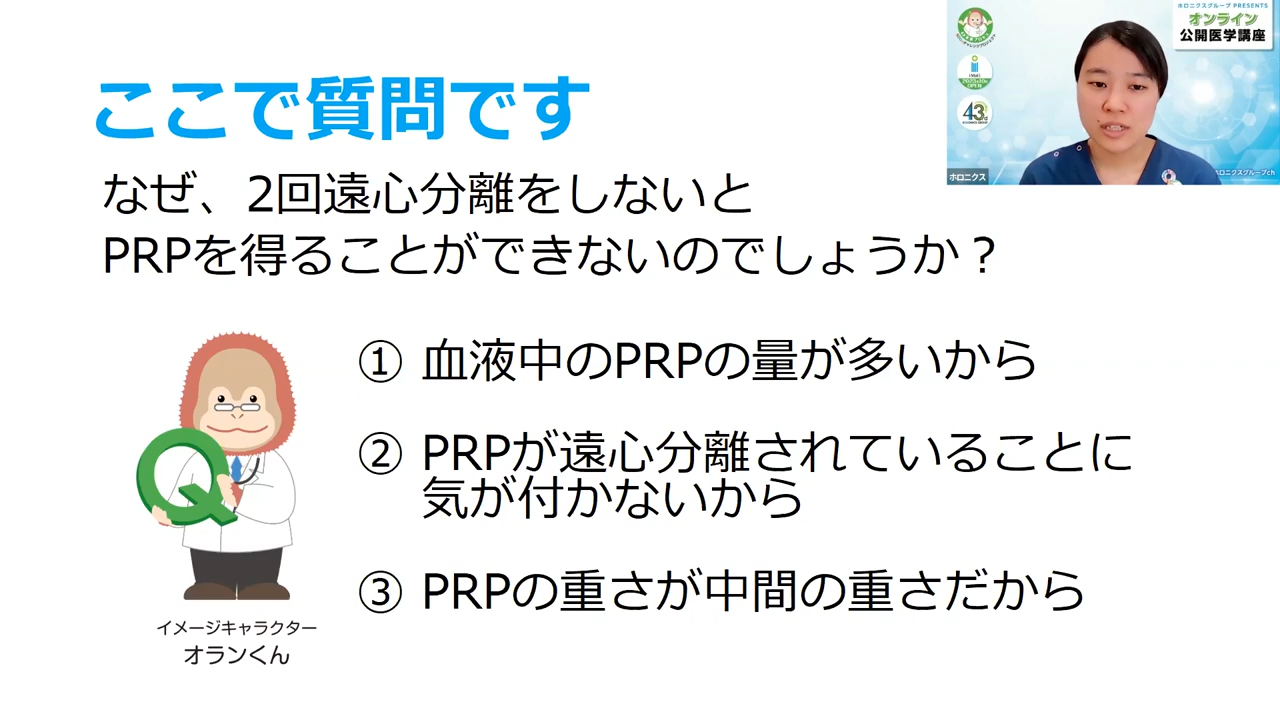 ここで質問です
なぜ、2回遠心分離をしないと
PRPを得ることができないのでしょうか？
① 血液中のPRPの量が多いから
② PRPが遠心分離されていることに
気が付かないから
③ PRPの重さが中間の重さだから
Q
イメージキャラクター
オランくん
ホロニクスグループ PRESENTS
オンライン
公開医学講座
OPEN
43
ホロニクス
ホロニクスグループch